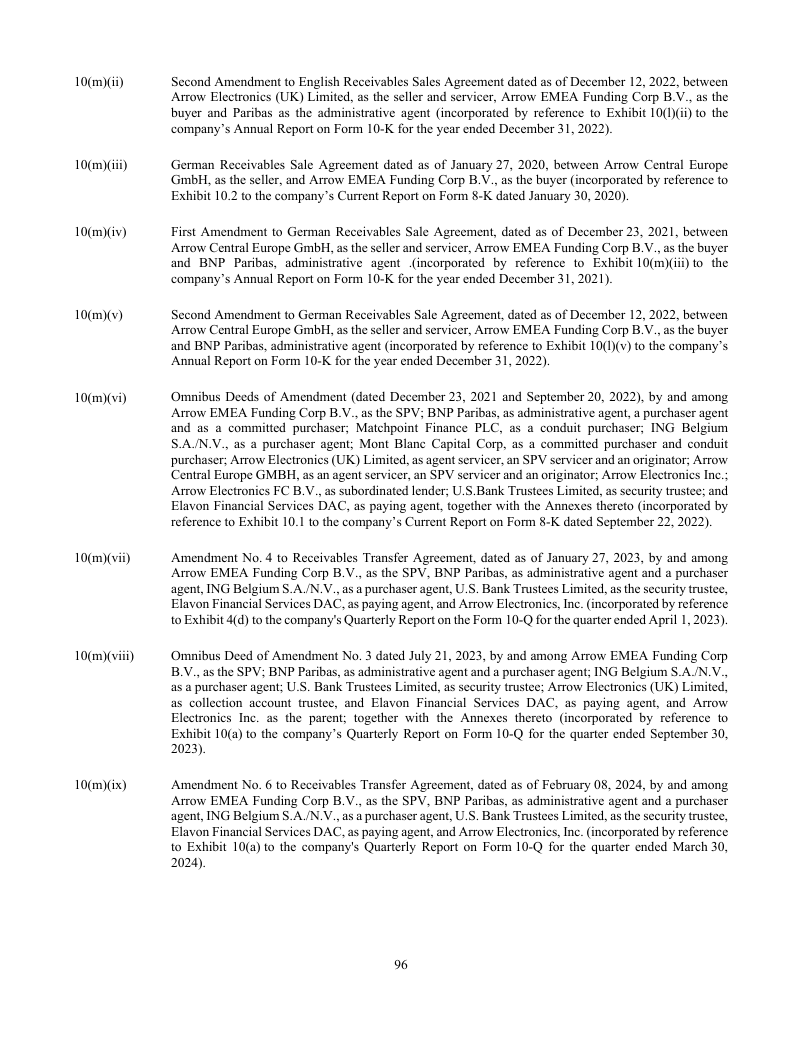 10(m)(ii) Second Amendment to English Receivables Sales Agreement dated as of December 12, 2022, between
Arrow Electronics (UK) Limited, as the seller and servicer, Arrow EMEA Funding Corp B.V., as the
buyer and Paribas as the administrative agent (incorporated by reference to Exhibit 10(l)(ii) to the
company’s Annual Report on Form 10-K for the year ended December 31, 2022).
10(m)(iii) German Receivables Sale Agreement dated as of January 27, 2020, between Arrow Central Europe
GmbH, as the seller, and Arrow EMEA Funding Corp B.V., as the buyer (incorporated by reference to
Exhibit 10.2 to the company’s Current Report on Form 8-K dated January 30, 2020).
10(m)(iv) First Amendment to German Receivables Sale Agreement, dated as of December 23, 2021, between
Arrow Central Europe GmbH, as the seller and servicer, Arrow EMEA Funding Corp B.V., as the buyer
and BNP Paribas, administrative agent .(incorporated by reference to Exhibit 10(m)(iii) to the
company’s Annual Report on Form 10-K for the year ended December 31, 2021).
10(m)(v) Second Amendment to German Receivables Sale Agreement, dated as of December 12, 2022, between
Arrow Central Europe GmbH, as the seller and servicer, Arrow EMEA Funding Corp B.V., as the buyer
and BNP Paribas, administrative agent (incorporated by reference to Exhibit 10(l)(v) to the company’s
Annual Report on Form 10-K for the year ended December 31, 2022).
10(m)(vi) Omnibus Deeds of Amendment (dated December 23, 2021 and September 20, 2022), by and among
Arrow EMEA Funding Corp B.V., as the SPV; BNP Paribas, as administrative agent, a purchaser agent
and as a committed purchaser; Matchpoint Finance PLC, as a conduit purchaser; ING Belgium
S.A./N.V., as a purchaser agent; Mont Blanc Capital Corp, as a committed purchaser and conduit
purchaser; Arrow Electronics (UK) Limited, as agent servicer, an SPV servicer and an originator; Arrow
Central Europe GMBH, as an agent servicer, an SPV servicer and an originator; Arrow Electronics Inc.;
Arrow Electronics FC B.V., as subordinated lender; U.S.Bank Trustees Limited, as security trustee; and
Elavon Financial Services DAC, as paying agent, together with the Annexes thereto (incorporated by
reference to Exhibit 10.1 to the company’s Current Report on Form 8-K dated September 22, 2022).
10(m)(vii) Amendment No. 4 to Receivables Transfer Agreement, dated as of January 27, 2023, by and among
Arrow EMEA Funding Corp B.V., as the SPV, BNP Paribas, as administrative agent and a purchaser
agent, ING Belgium S.A./N.V., as a purchaser agent, U.S. Bank Trustees Limited, as the security trustee,
Elavon Financial Services DAC, as paying agent, and Arrow Electronics, Inc. (incorporated by reference
to Exhibit 4(d) to the company's Quarterly Report on the Form 10-Q for the quarter ended April 1, 2023).
10(m)(viii) Omnibus Deed of Amendment No. 3 dated July 21, 2023, by and among Arrow EMEA Funding Corp
B.V., as the SPV; BNP Paribas, as administrative agent and a purchaser agent; ING Belgium S.A./N.V.,
as a purchaser agent; U.S. Bank Trustees Limited, as security trustee; Arrow Electronics (UK) Limited,
as collection account trustee, and Elavon Financial Services DAC, as paying agent, and Arrow
Electronics Inc. as the parent; together with the Annexes thereto (incorporated by reference to
Exhibit 10(a) to the company’s Quarterly Report on Form 10-Q for the quarter ended September 30,
2023).
10(m)(ix) Amendment No. 6 to Receivables Transfer Agreement, dated as of February 08, 2024, by and among
Arrow EMEA Funding Corp B.V., as the SPV, BNP Paribas, as administrative agent and a purchaser
agent, ING Belgium S.A./N.V., as a purchaser agent, U.S. Bank Trustees Limited, as the security trustee,
Elavon Financial Services DAC, as paying agent, and Arrow Electronics, Inc. (incorporated by reference
to Exhibit 10(a) to the company's Quarterly Report on Form 10-Q for the quarter ended March 30,
2024).
96